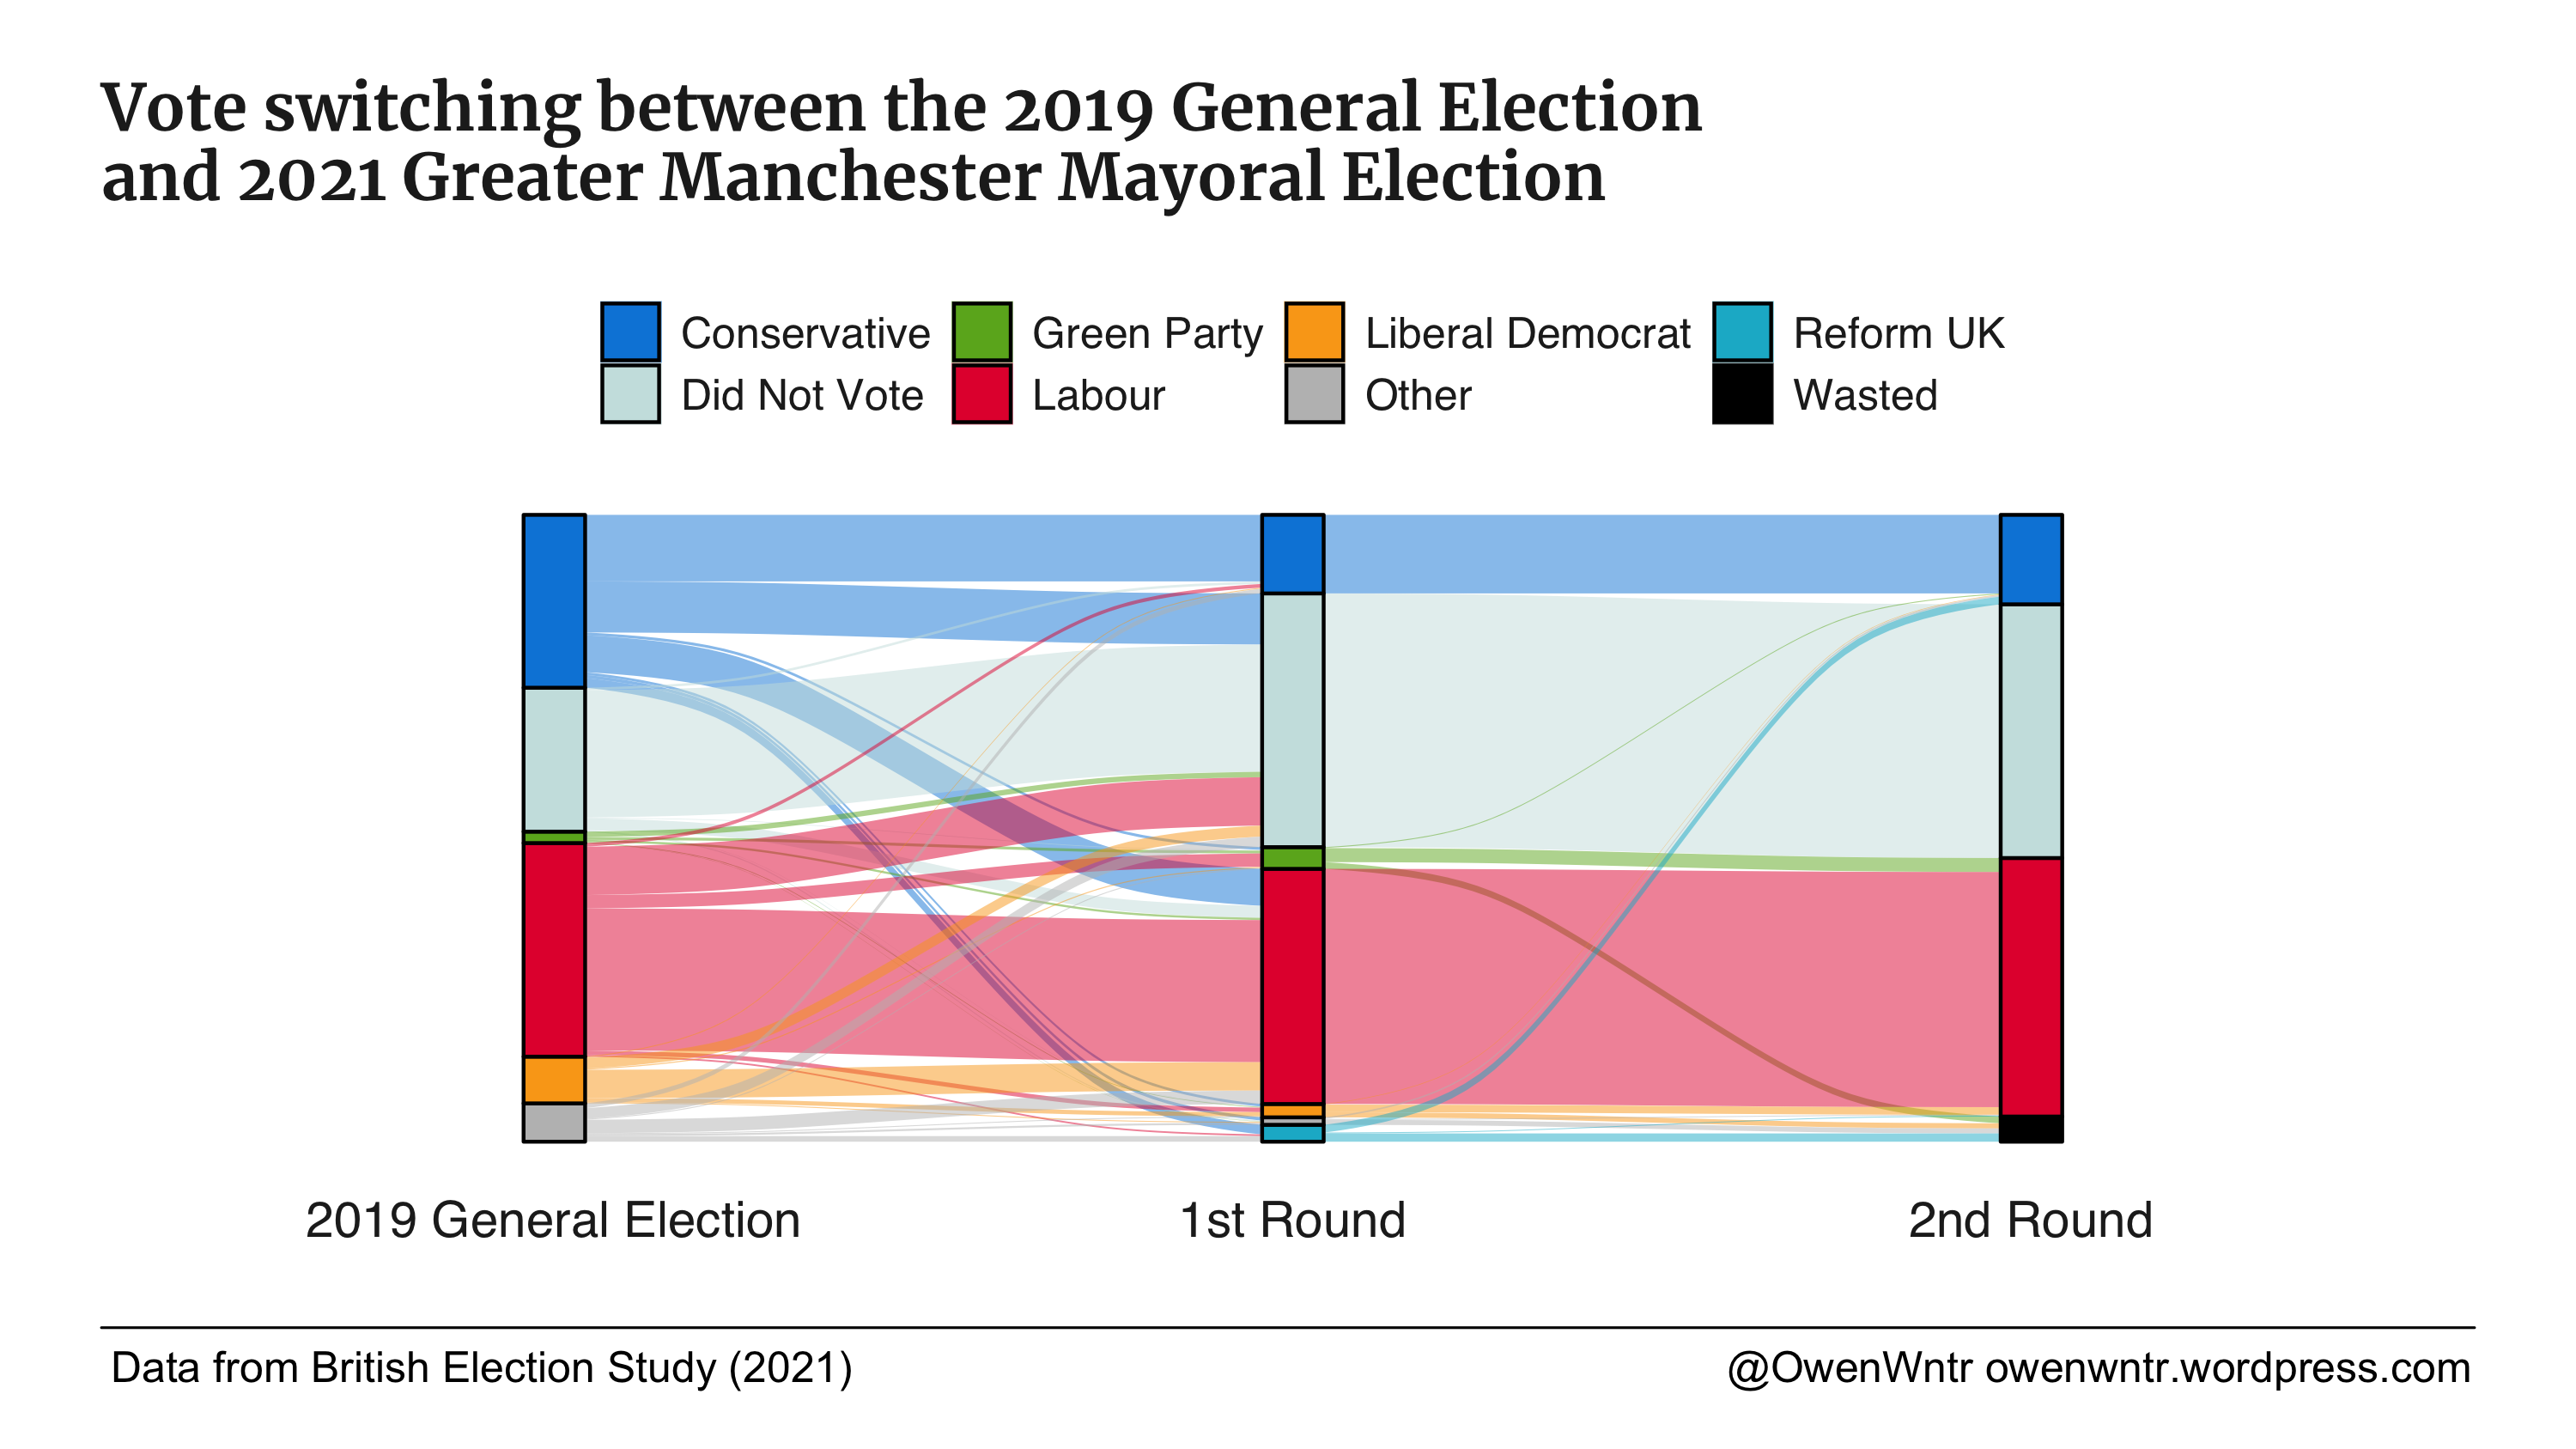 Vote switching between the 2019 General Election
and 2021 Greater Manchester Mayoral Election
Conservative Green Party Liberal Democrat Reform UK
Did Not Vote Labour Other Wasted
2019 General Election 1st Round 2nd Round
Data from British Election Study (2021) @OwenWntr owenwntr.wordpress.com